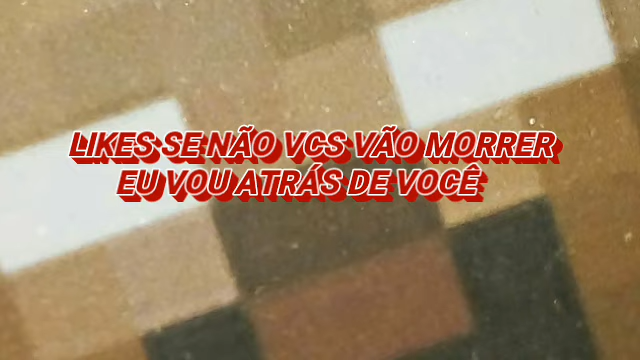 LIKES SE NÃO VCS VÃO MORRER
EU VOU ATRÁS DE VOCÊ